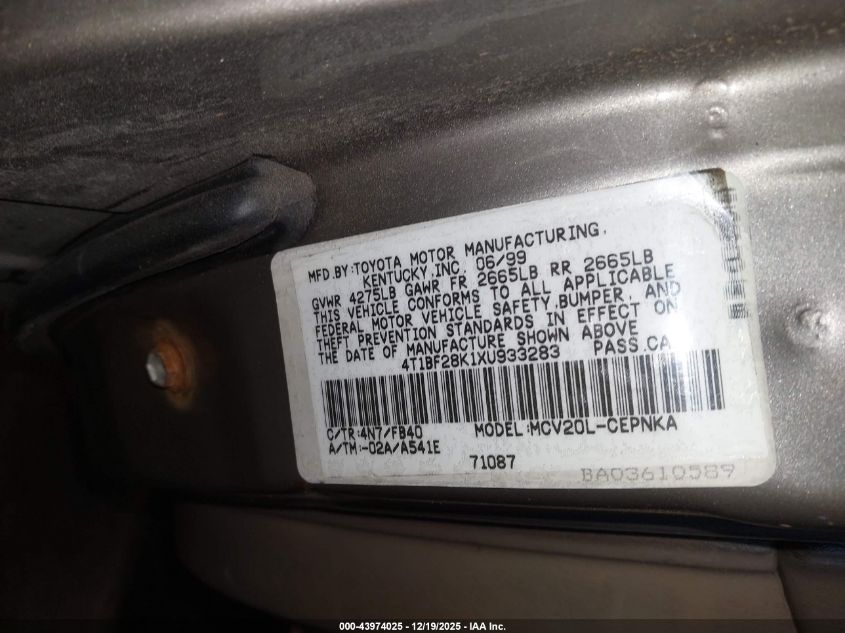 MFD.BY:TOYOTA MOTOR MANUFACTURING,
KENTUCKY,INC. 06/99
GVWR 4275LB GAWR FR 2665LB RR 2665LB
THIS VEHICLE CONFORMS TO ALL APPLICABLE
FEDERAL MOTOR VEHICLE SAFETY,BUMPER, AND
THEFT PREVENTION STANDARDS IN EFFECT ON
THE DATE OF MANUFACTURE SHOWN ABOVE
4T1BF28K1XU933283 PASS.CA
C/TR:4N7/FB40 MODEL:MCV20L-CEPNKA
A/TM:-02A/A541E
71087
BA03610589
000-43974025 - 12/19/2025 - IAA Inc.